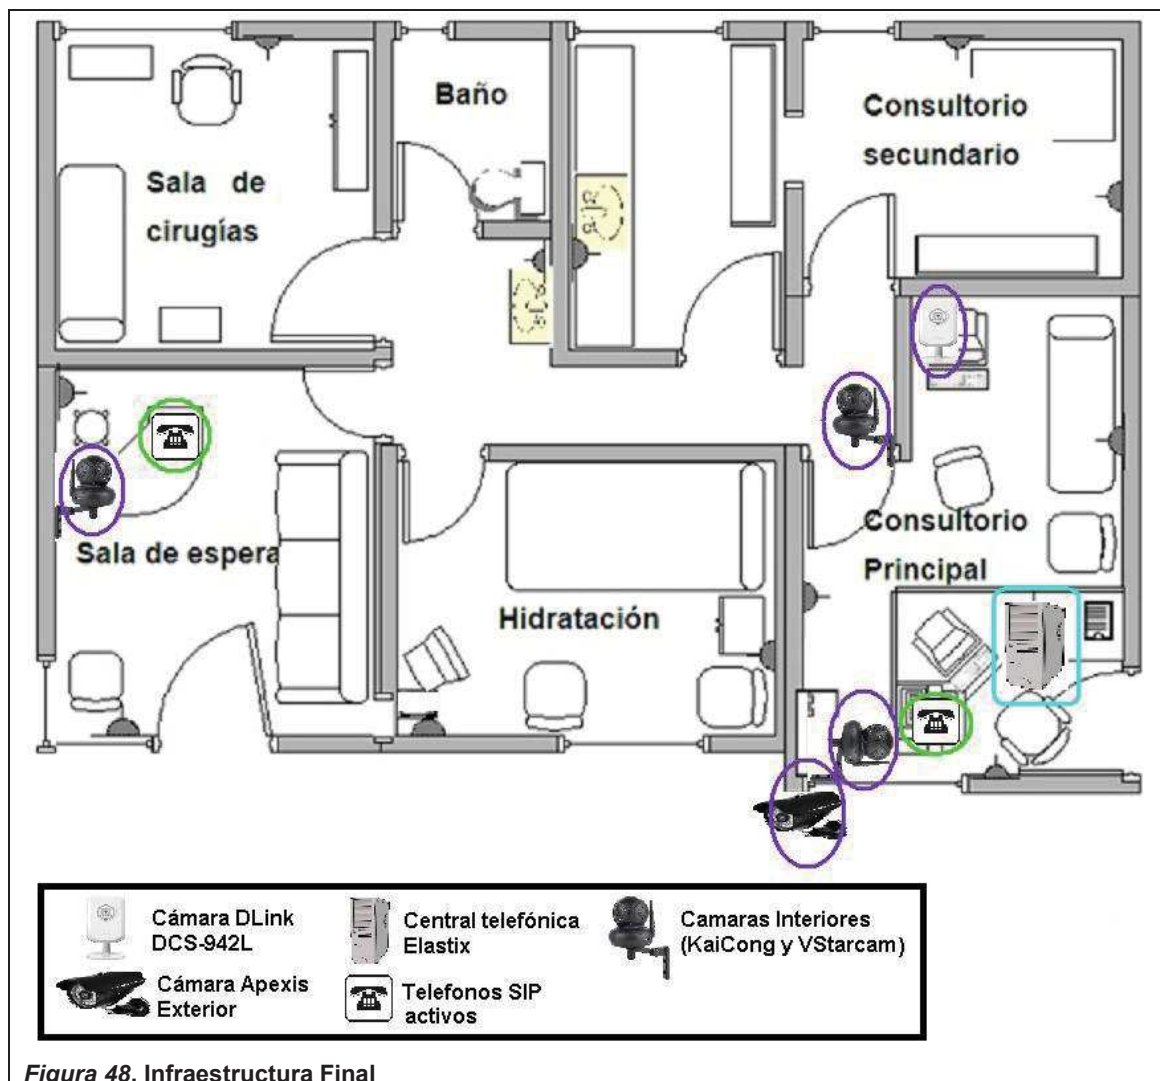 Baño
Consultorio
secundario
Sala de
cirugías
Consultorio
Principal
Sala de espera
Hidratación
Cámara DLink
DCS-942L
Central telefónica
Elastix
Camaras Interiores
(KaiCong y VStarcam)
Cámara Apexis
Exterior
Telefonos SIP
activos
Figura 48. Infraestructura Final